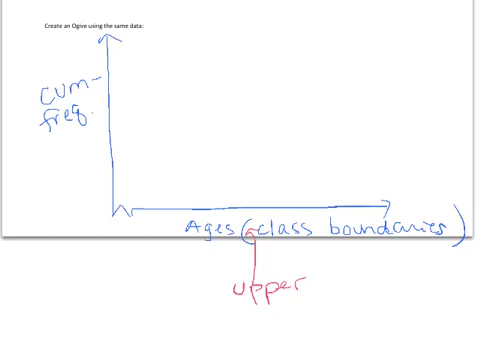 Create an Ogive using the same data:
cum-
freq.
Ages (class boundaries)
upper